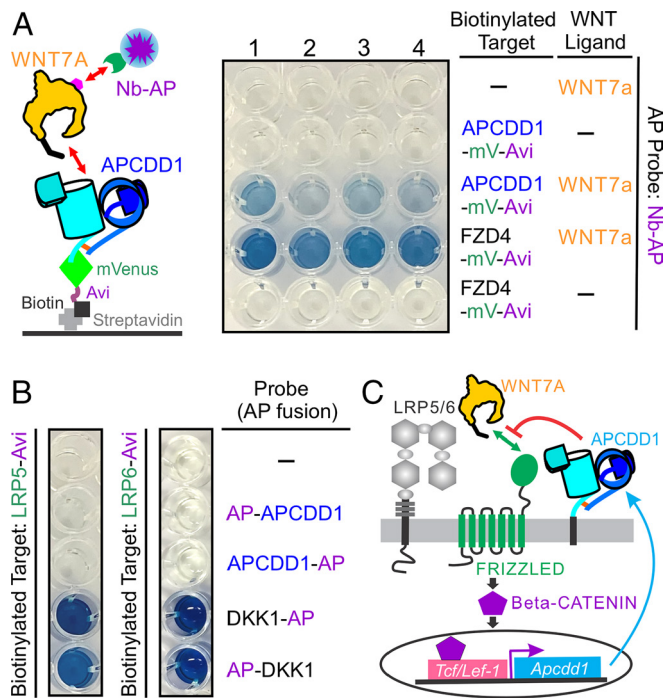 A
WNT7A
Nb-AP
APCDD1
mVenus
Avi
Biotin
Streptavidin
1 2 3 4
Biotinylated
Target
WNT
Ligand
– WNT7a
APCDD1
-mV-Avi
–
APCDD1
-mV-Avi
WNT7a
FZD4
-mV-Avi
WNT7a
FZD4
-mV-Avi
–
AP Probe: Nb-AP
B
Biotinylated Target: LRP5-Avi
Biotinylated Target: LRP6-Avi
Probe
(AP fusion)
–
AP-APCDD1
APCDD1-AP
DKK1-AP
AP-DKK1
C
WNT7A
LRP5/6
APCDD1
FRIZZLED
Beta-CATENIN
Tcf/Lef-1
Apcdd1